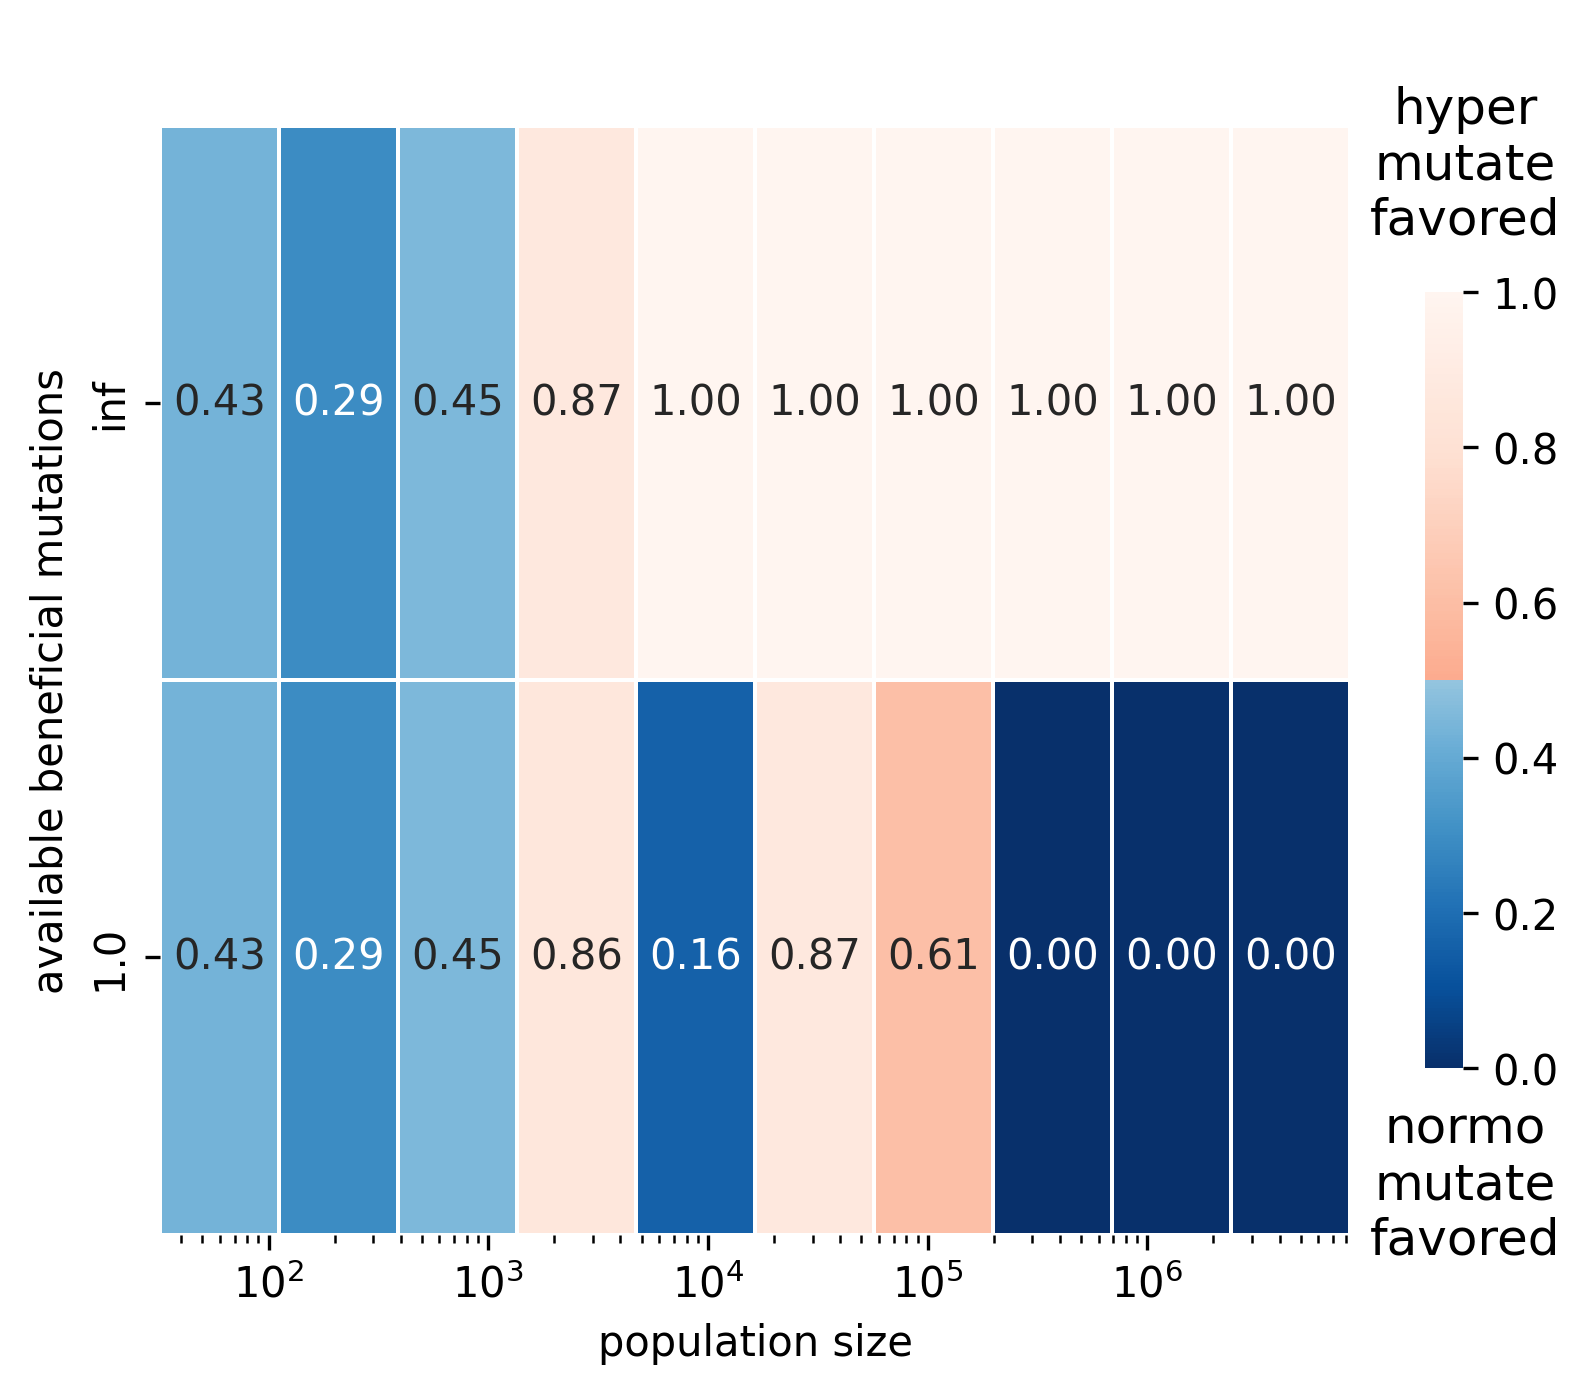 hyper
mutate
favored
available beneficial mutations
inf
0.43 0.29 0.45 0.87 1.00 1.00 1.00 1.00 1.00 1.00
1.0
0.43 0.29 0.45 0.86 0.16 0.87 0.61 0.00 0.00 0.00
10² 10³ 10⁴ 10⁵ 10⁶
population size
1.0
0.8
0.6
0.4
0.2
0.0
normo
mutate
favored